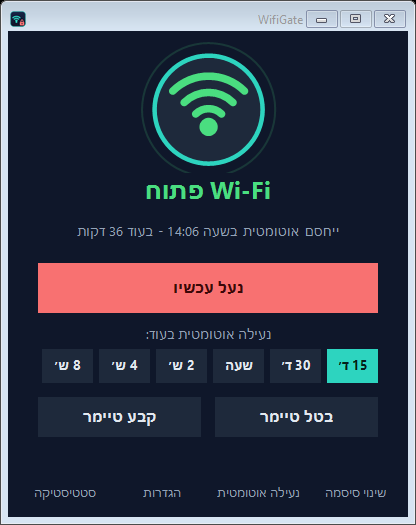 WifiGate
Wi-Fi פתוח
ייחסם אוטומטית בשעה 14:06 - בעוד 36 דקות
נעל עכשיו
נעילה אוטומטית בעוד:
15 ד׳ 30 ד׳ שעה 2 ש׳ 4 ש׳ 8 ש׳
בטל טיימר קבע טיימר
שינוי סיסמה נעילה אוטומטית הגדרות סטטיסטיקה